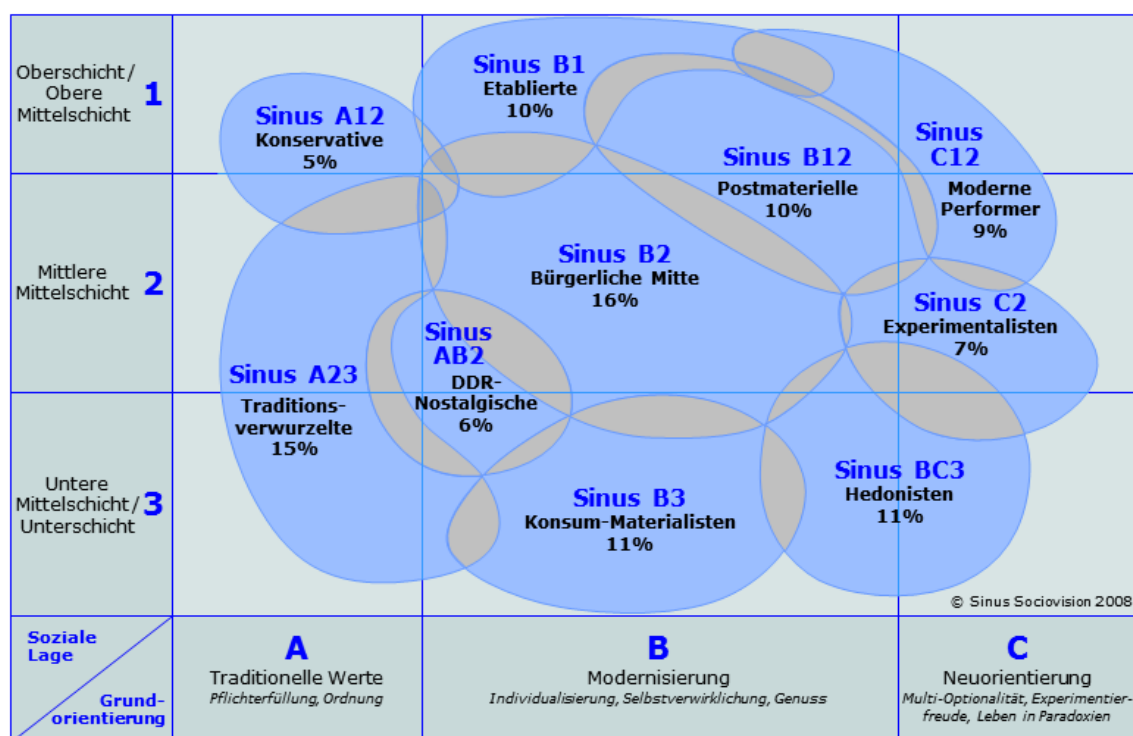 Oberschicht /
Obere
Mittelschicht
1
Mittlere
Mittelschicht
2
Untere
Mittelschicht /
Unterschicht
3
Sinus A12
Konservative
5%
Sinus B1
Etablierte
10%
Sinus B12
Postmaterielle
10%
Sinus
C12
Moderne
Performer
9%
Sinus B2
Bürgerliche Mitte
16%
Sinus C2
Experimentalisten
7%
Sinus A23
Traditions-
verwurzelte
15%
Sinus
AB2
DDR-
Nostalgische
6%
Sinus B3
Konsum-Materialisten
11%
Sinus BC3
Hedonisten
11%
© Sinus Sociovision 2008
Soziale
Lage
Grund-
orientierung
A
Traditionelle Werte
Pflichterfüllung, Ordnung
B
Modernisierung
Individualisierung, Selbstverwirklichung, Genuss
C
Neuorientierung
Multi-Optionalität, Experimentier-
freude, Leben in Paradoxien